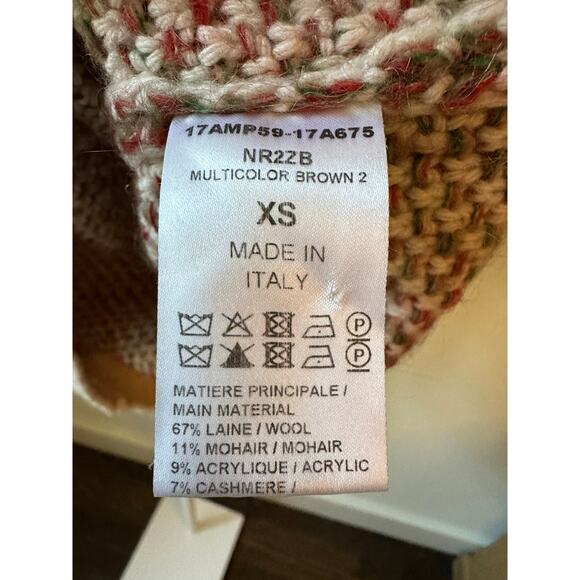 17AMP59-17A675
NR2ZB
MULTICOLOR BROWN 2
XS
MADE IN
ITALY
P
P
MATIERE PRINCIPALE /
MAIN MATERIAL
67% LAINE / WOOL
11% MOHAIR / MOHAIR
9% ACRYLIQUE / ACRYLIC
7% CASHMERE /